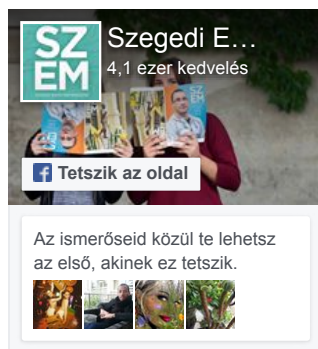 SZ
EM
Szegedi E…
4,1 ezer kedvelés
Tetszik az oldal
Az ismerőseid közül te lehetsz
az első, akinek ez tetszik.